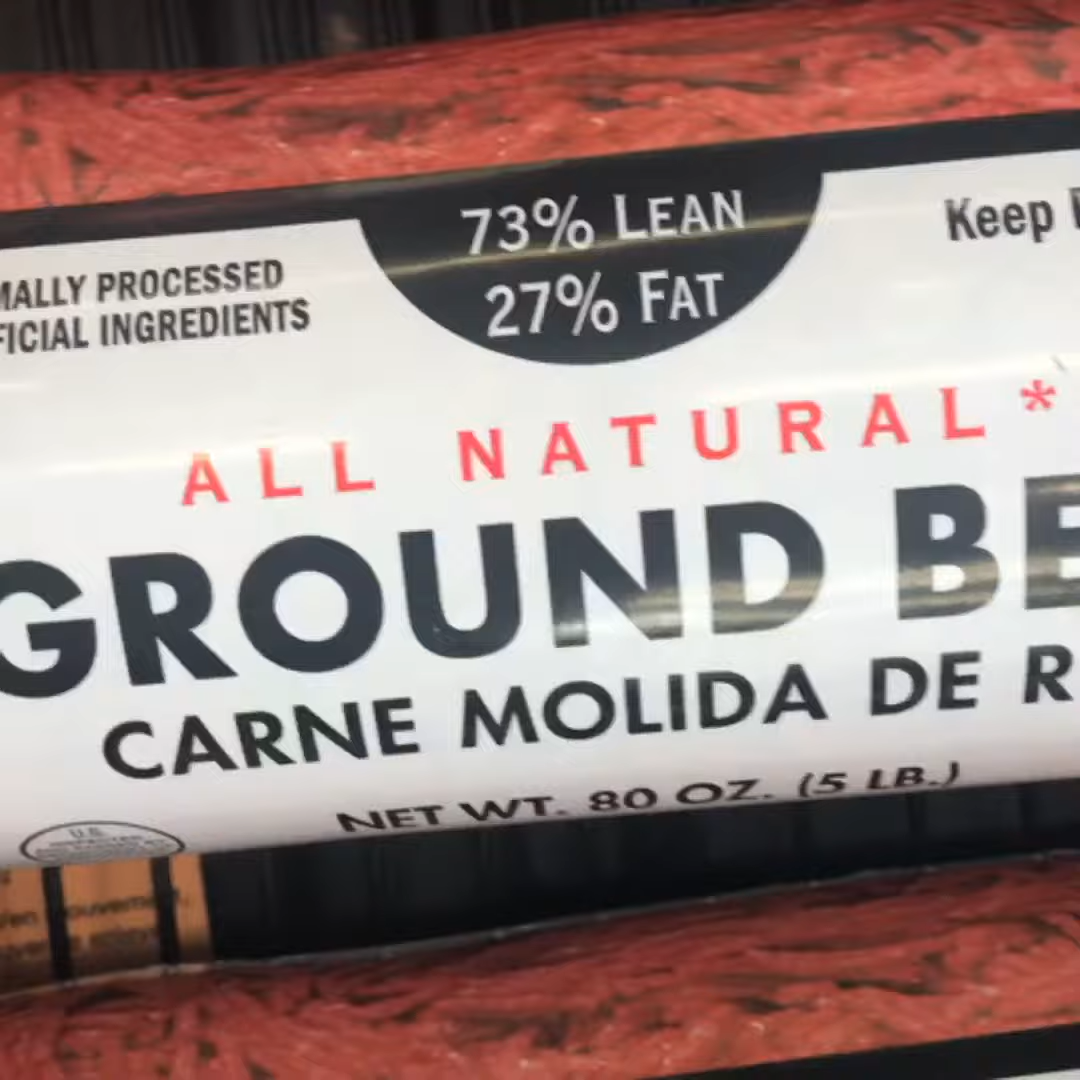 73% LEAN
27% FAT
Keep
MALLY PROCESSED
FICIAL INGREDIENTS
ALL NATURAL*
GROUND BE
CARNE MOLIDA DE R
NET WT. 80 OZ. (5 LB.)
U.S.